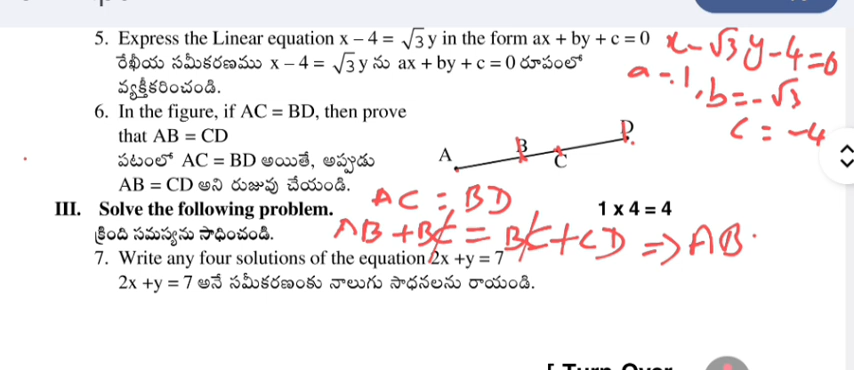 5. Express the Linear equation x – 4 = √3 y in the form ax + by + c = 0
x - √3 y - 4 = 0
రేఖీయ సమీకరణము x – 4 = √3 y ను ax + by + c = 0 రూపంలో
a = 1, b = - √3
వ్యక్తీకరించండి.
c = -4
6. In the figure, if AC = BD, then prove
that AB = CD
A B C D
పటంలో AC = BD అయితే, అప్పుడు
AB = CD అని రుజువు చేయండి.
AC = BD
III. Solve the following problem. 1 x 4 = 4
క్రింది సమస్యను సాధించండి.
AB + BC = BC + CD => AB
7. Write any four solutions of the equation 2x +y = 7
2x +y = 7 అనే సమీకరణంకు నాలుగు సాధనలను రాయండి.